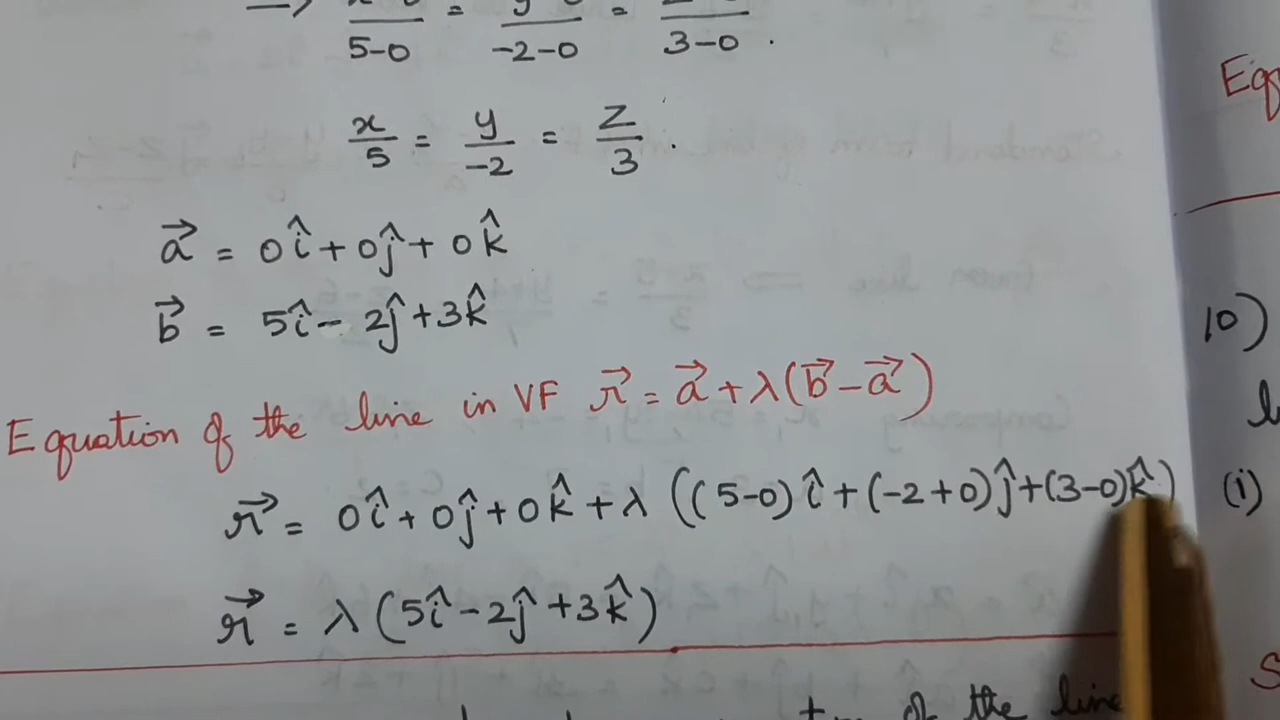 5-0 = -2-0 = 3-0 .
x/5 = y/-2 = z/3 .
a⃗ = 0î + 0ĵ + 0k̂
b⃗ = 5î - 2ĵ + 3k̂
Equation of the line in VF r⃗ = a⃗ + λ(b⃗ - a⃗)
r⃗ = 0î + 0ĵ + 0k̂ + λ ((5-0)î + (-2+0)ĵ + (3-0)k̂)
r⃗ = λ (5î - 2ĵ + 3k̂)
of the line
10)
(i)